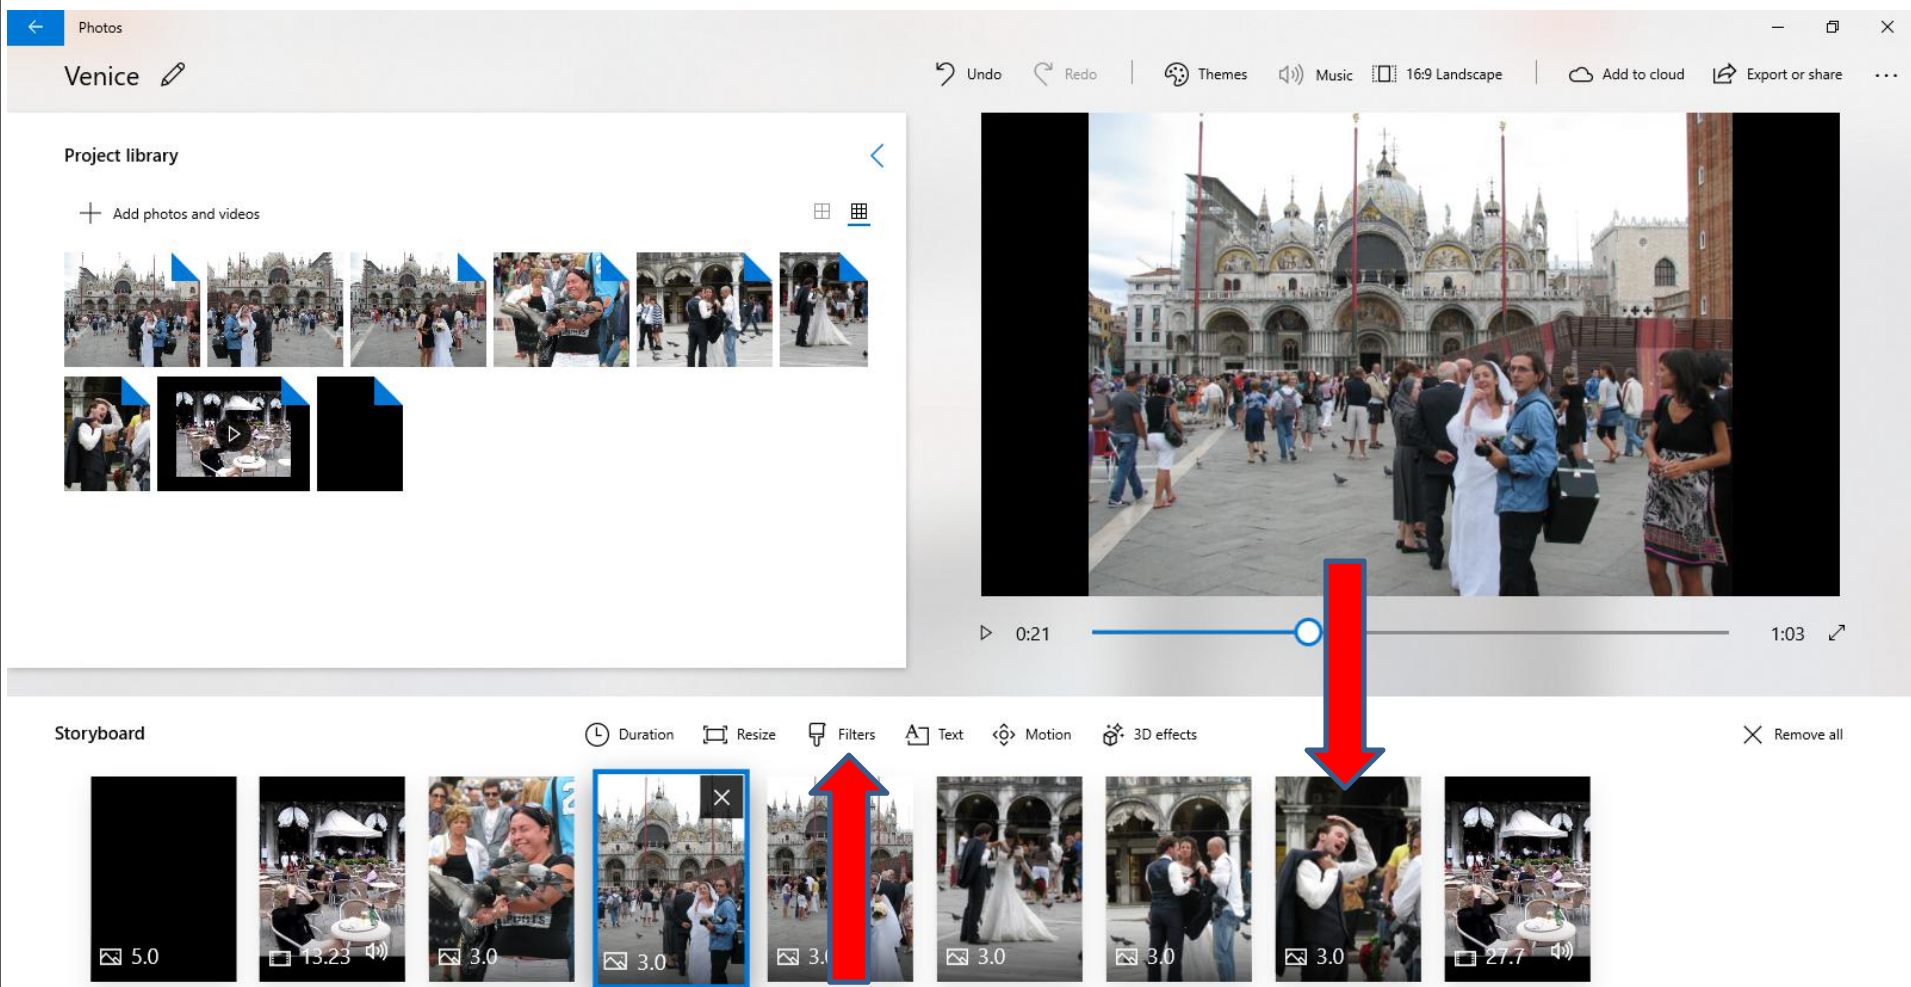 Photos
Venice
Undo Redo Themes Music 16:9 Landscape Add to cloud Export or share ...
Project library
Add photos and videos
0:21 1:03
Storyboard
Duration Resize Filters Text Motion 3D effects Remove all
5.0 13.23 3.0 3.0 3.0 3.0 3.0 27.7